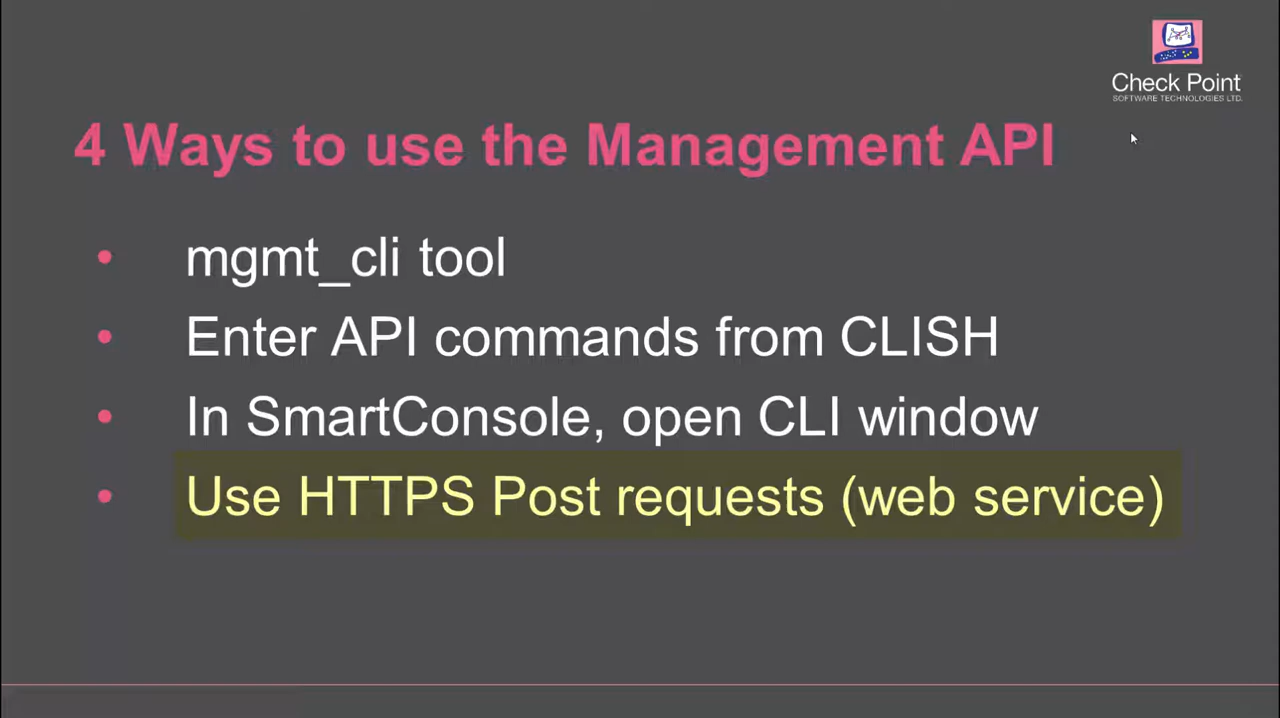 Check Point
SOFTWARE TECHNOLOGIES LTD.
4 Ways to use the Management API
• mgmt_cli tool
• Enter API commands from CLISH
• In SmartConsole, open CLI window
• Use HTTPS Post requests (web service)